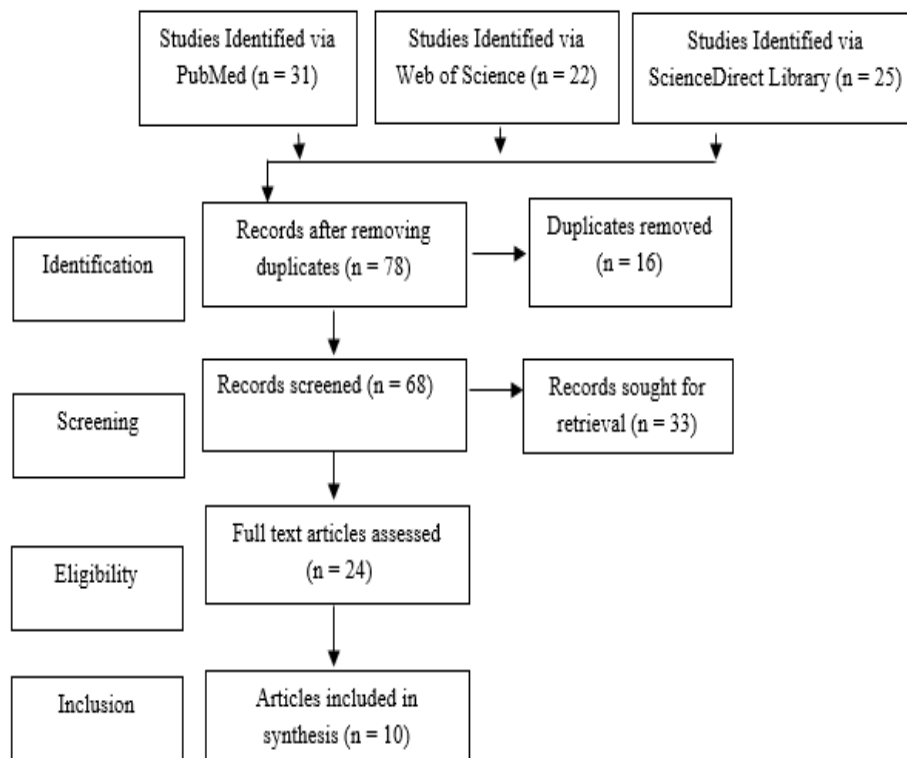 Studies Identified via
PubMed (n = 31)
Studies Identified via
Web of Science (n = 22)
Studies Identified via
ScienceDirect Library (n = 25)
Identification
Records after removing
duplicates (n = 78)
Duplicates removed
(n = 16)
Screening
Records screened (n = 68)
Records sought for
retrieval (n = 33)
Eligibility
Full text articles assessed
(n = 24)
Inclusion
Articles included in
synthesis (n = 10)